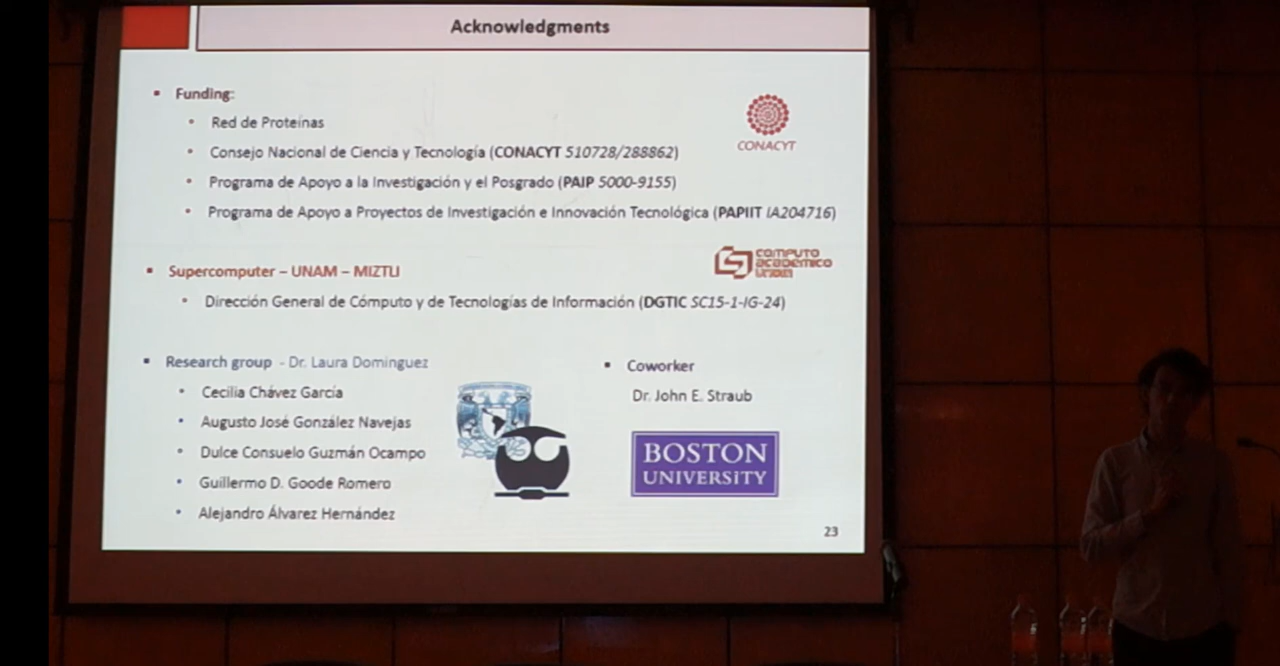 Acknowledgments
Funding:
Red de Proteínas
Consejo Nacional de Ciencia y Tecnología (CONACYT 510728/288862)
Programa de Apoyo a la Investigación y el Posgrado (PAIP 5000-9155)
Programa de Apoyo a Proyectos de Investigación e Innovación Tecnológica (PAPIIT IA204716)
CONACYT
Supercomputer – UNAM – MIZTLI
Dirección General de Cómputo y de Tecnologías de Información (DGTIC SC15-1-IG-24)
COMPUTO
academico
unam
Research group - Dr. Laura Dominguez
Cecilia Chávez García
Augusto José González Navejas
Dulce Consuelo Guzmán Ocampo
Guillermo D. Goode Romero
Alejandro Álvarez Hernández
Coworker
Dr. John E. Straub
BOSTON
UNIVERSITY
23